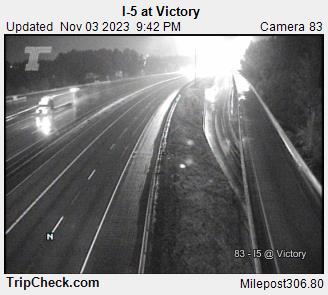 I-5 at Victory
Updated Nov 03 2023 9:42 PM Camera 83
T
N
83 - I5 @ Victory
TripCheck.com Milepost306.80